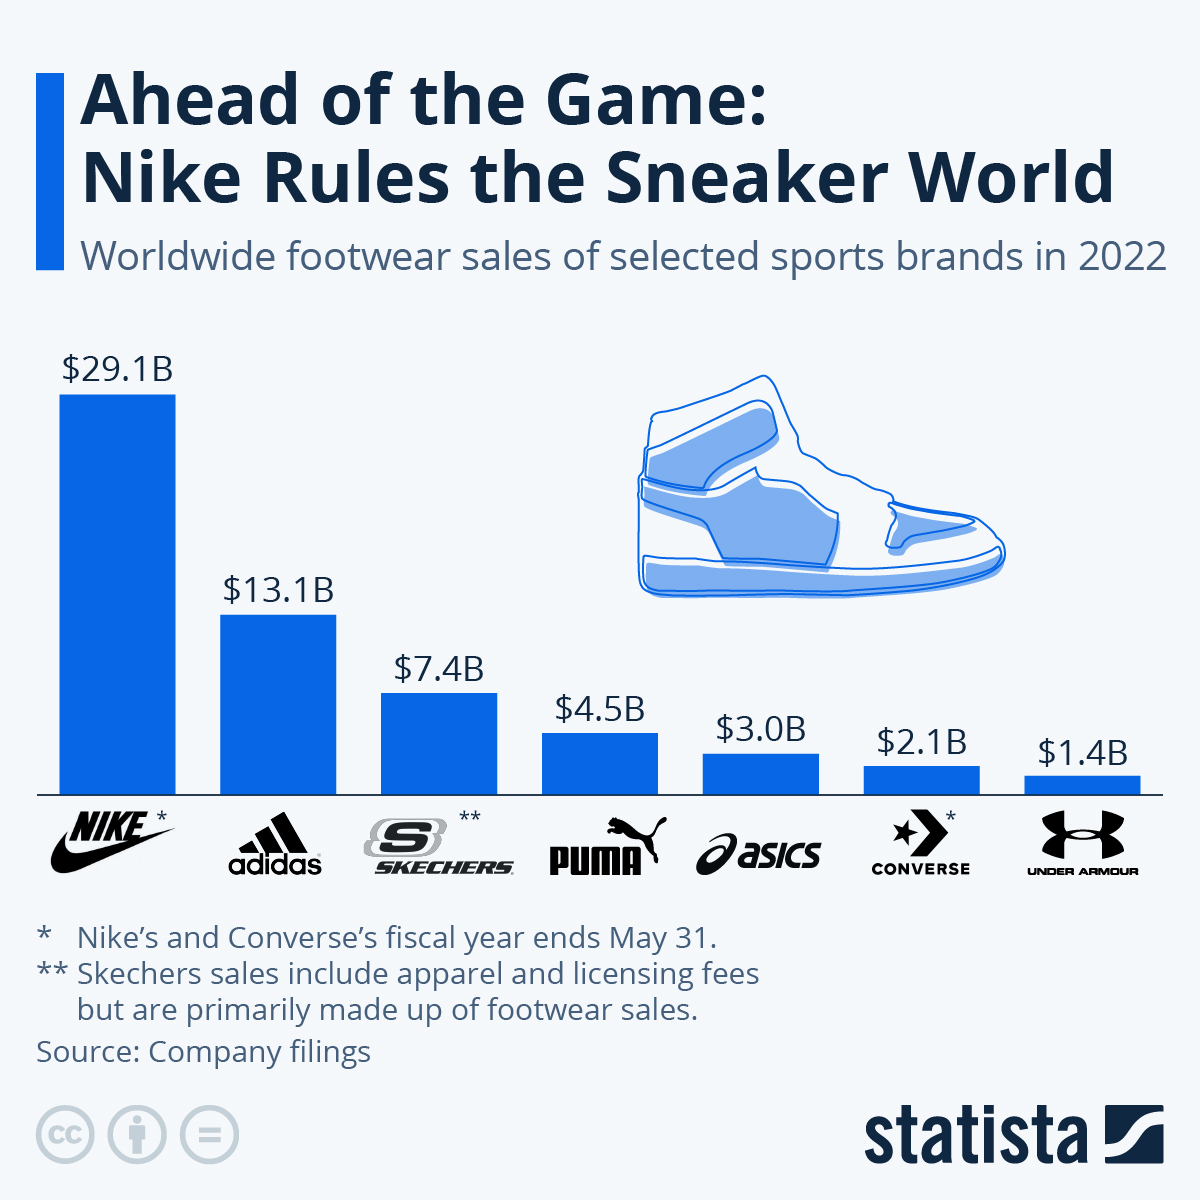 Ahead of the Game:
Nike Rules the Sneaker World
Worldwide footwear sales of selected sports brands in 2022
$29.1B
$13.1B
$7.4B
$4.5B
$3.0B
$2.1B
$1.4B
NIKE *
adidas
S SKECHERS **
PUMA
asics
CONVERSE *
UNDER ARMOUR
* Nike's and Converse's fiscal year ends May 31.
** Skechers sales include apparel and licensing fees
but are primarily made up of footwear sales.
Source: Company filings
cc
statista